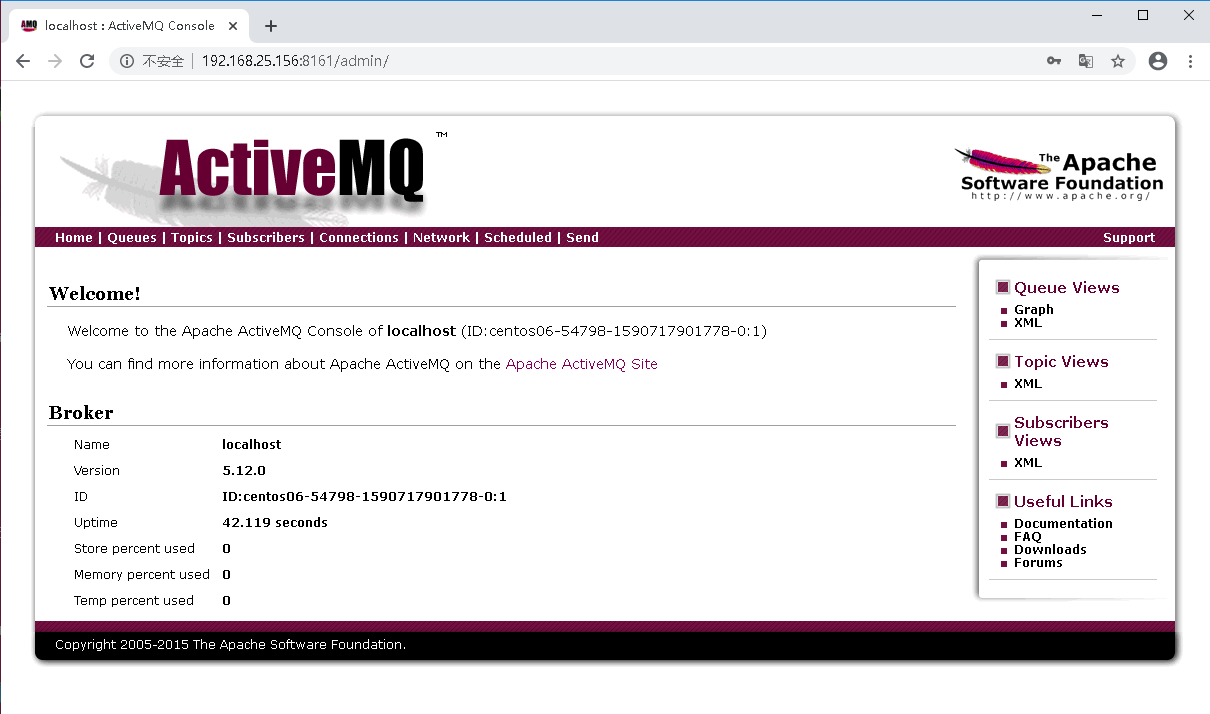 localhost : ActiveMQ Console
不安全 192.168.25.156:8161/admin/
ActiveMQ ™
The Apache
Software Foundation
http://www.apache.org/
Home | Queues | Topics | Subscribers | Connections | Network | Scheduled | Send
Support
Welcome!
Welcome to the Apache ActiveMQ Console of localhost (ID:centos06-54798-1590717901778-0:1)
You can find more information about Apache ActiveMQ on the Apache ActiveMQ Site
Broker
Name localhost
Version 5.12.0
ID ID:centos06-54798-1590717901778-0:1
Uptime 42.119 seconds
Store percent used 0
Memory percent used 0
Temp percent used 0
Queue Views
Graph
XML
Topic Views
XML
Subscribers
Views
XML
Useful Links
Documentation
FAQ
Downloads
Forums
Copyright 2005-2015 The Apache Software Foundation.